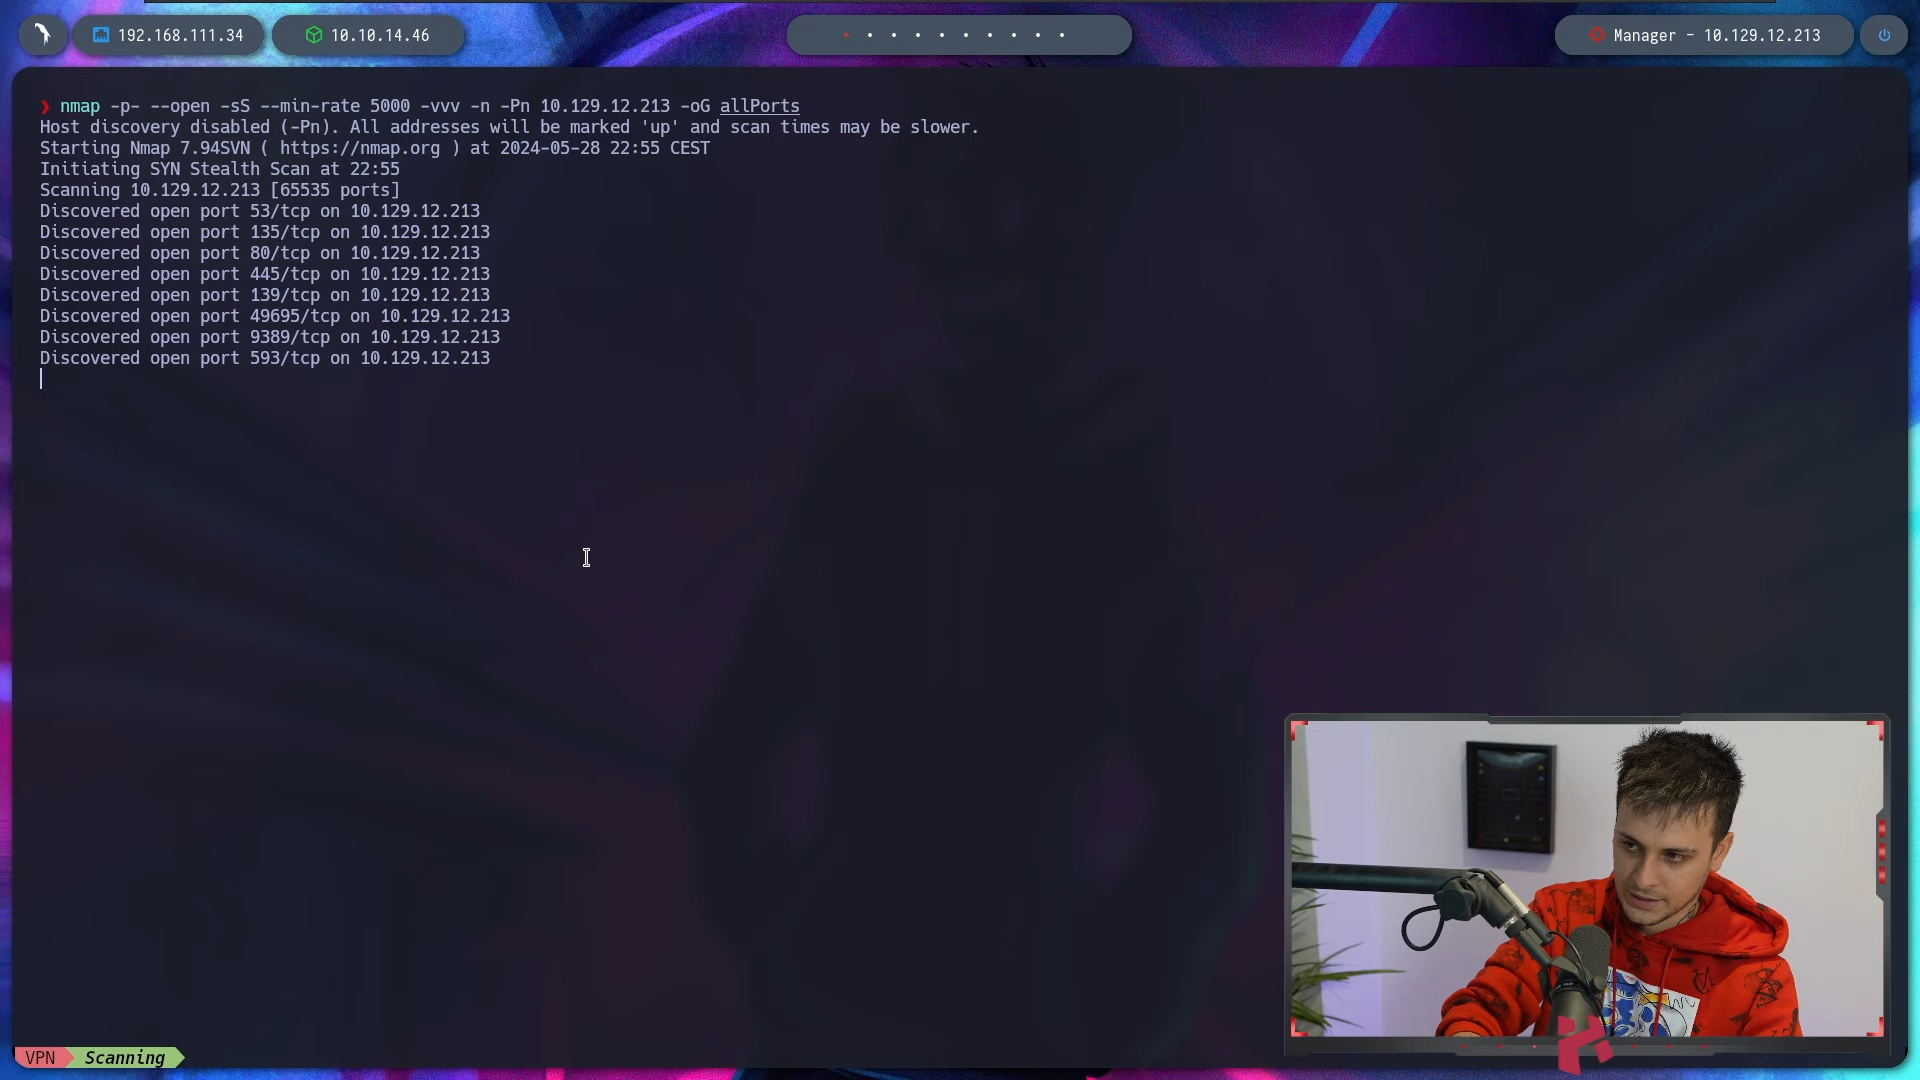 192.168.111.34
10.10.14.46
Manager - 10.129.12.213
❯ nmap -p- --open -sS --min-rate 5000 -vvv -n -Pn 10.129.12.213 -oG allPorts
Host discovery disabled (-Pn). All addresses will be marked 'up' and scan times may be slower.
Starting Nmap 7.94SVN ( https://nmap.org ) at 2024-05-28 22:55 CEST
Initiating SYN Stealth Scan at 22:55
Scanning 10.129.12.213 [65535 ports]
Discovered open port 53/tcp on 10.129.12.213
Discovered open port 135/tcp on 10.129.12.213
Discovered open port 80/tcp on 10.129.12.213
Discovered open port 445/tcp on 10.129.12.213
Discovered open port 139/tcp on 10.129.12.213
Discovered open port 49695/tcp on 10.129.12.213
Discovered open port 9389/tcp on 10.129.12.213
Discovered open port 593/tcp on 10.129.12.213
VPN Scanning